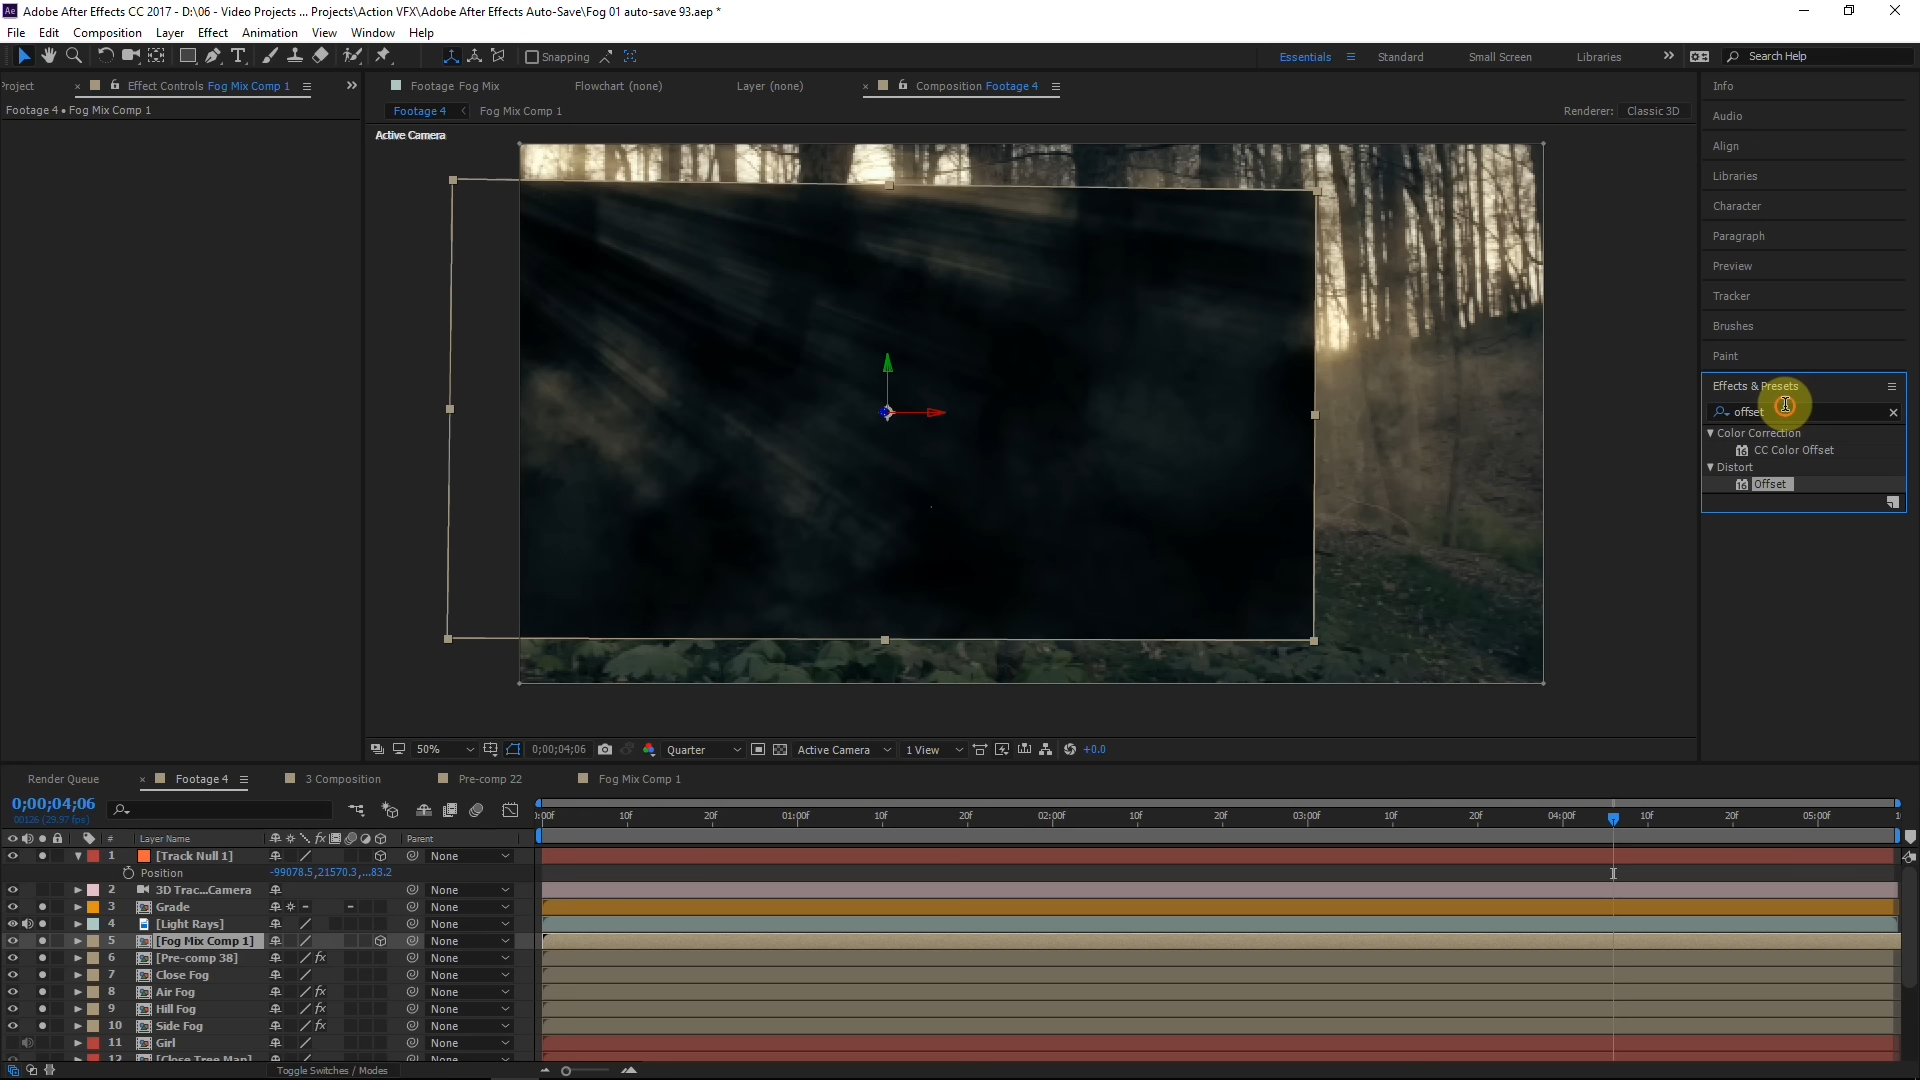 Adobe After Effects CC 2017 - D:\06 - Video Projects ... Projects\Action VFX\Adobe After Effects Auto-Save\Fog 01 auto-save 93.aep *
File Edit Composition Layer Effect Animation View Window Help
Snapping Essentials Standard Small Screen Libraries Search Help
Project Effect Controls Fog Mix Comp 1 Footage Fog Mix Flowchart (none) Layer (none) Composition Footage 4
Footage 4 • Fog Mix Comp 1 Footage 4 Fog Mix Comp 1 Renderer: Classic 3D
Active Camera
Info
Audio
Align
Libraries
Character
Paragraph
Preview
Tracker
Brushes
Paint
Effects & Presets
offset
Color Correction
16 CC Color Offset
Distort
16 Offset
50% 0;00;04;06 Quarter Active Camera 1 View +0.0
Render Queue Footage 4 3 Composition Pre-comp 22 Fog Mix Comp 1
0;00;04;06
00126 (29.97 fps)
:00f 10f 20f 01:00f 10f 20f 02:00f 10f 20f 03:00f 10f 20f 04:00f 10f 20f 05:00f 1
# Layer Name Parent
1 [Track Null 1] None
Position -99078.5,21570.3,...83.2
2 3D Trac...Camera None
3 Grade None
4 [Light Rays] None
5 [Fog Mix Comp 1] None
6 [Pre-comp 38] fx None
7 Close Fog None
8 Air Fog fx None
9 Hill Fog fx None
10 Side Fog fx None
11 Girl None
12 [Close Tree Map] None
Toggle Switches / Modes